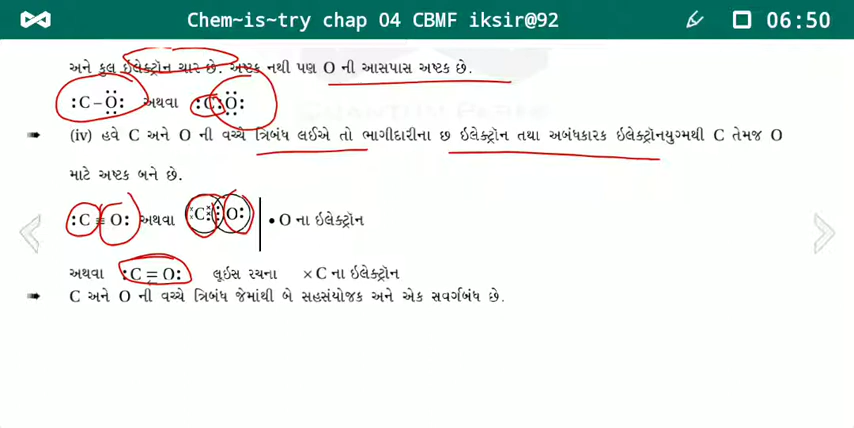 Chem~is~try chap 04 CBMF iksir@92 06:50
અને કુલ ઇલેક્ટ્રૉન ચાર છે. અષ્ટક નથી પણ O ની આસપાસ અષ્ટક છે.
:C–Ö: અથવા :C:Ö:
➡ (iv) હવે C અને O ની વચ્ચે ત્રિબંધ લઈએ તો ભાગીદારીના છ ઇલેક્ટ્રૉન તથા અબંધકારક ઇલેક્ટ્રૉનયુગ્મથી C તેમજ O
માટે અષ્ટક બને છે.
:C≡O: અથવા C O: • O ના ઇલેક્ટ્રૉન
અથવા :C=O: લૂઇસ રચના ×C ના ઇલેક્ટ્રૉન
➡ C અને O ની વચ્ચે ત્રિબંધ જેમાંથી બે સહસંયોજક અને એક સવર્ગબંધ છે.